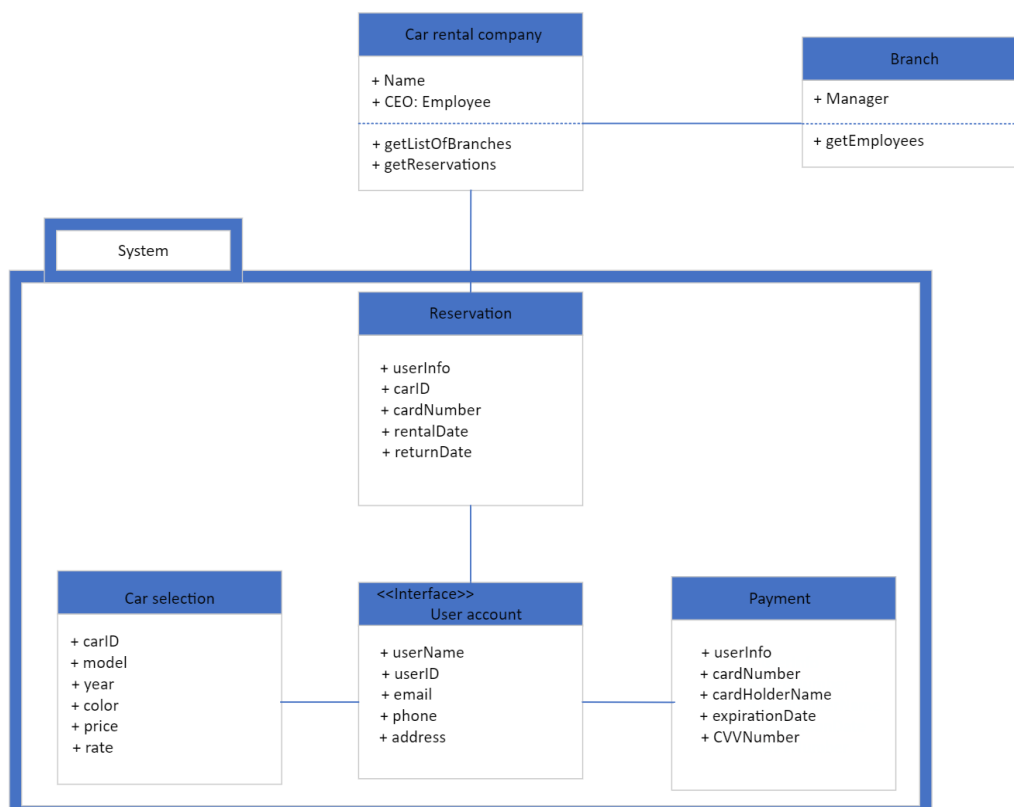 Car rental company
+ Name
+ CEO: Employee
+ getListOfBranches
+ getReservations
Branch
+ Manager
+ getEmployees
System
Reservation
+ userInfo
+ carID
+ cardNumber
+ rentalDate
+ returnDate
Car selection
+ carID
+ model
+ year
+ color
+ price
+ rate
<<Interface>>
User account
+ userName
+ userID
+ email
+ phone
+ address
Payment
+ userInfo
+ cardNumber
+ cardHolderName
+ expirationDate
+ CVVNumber